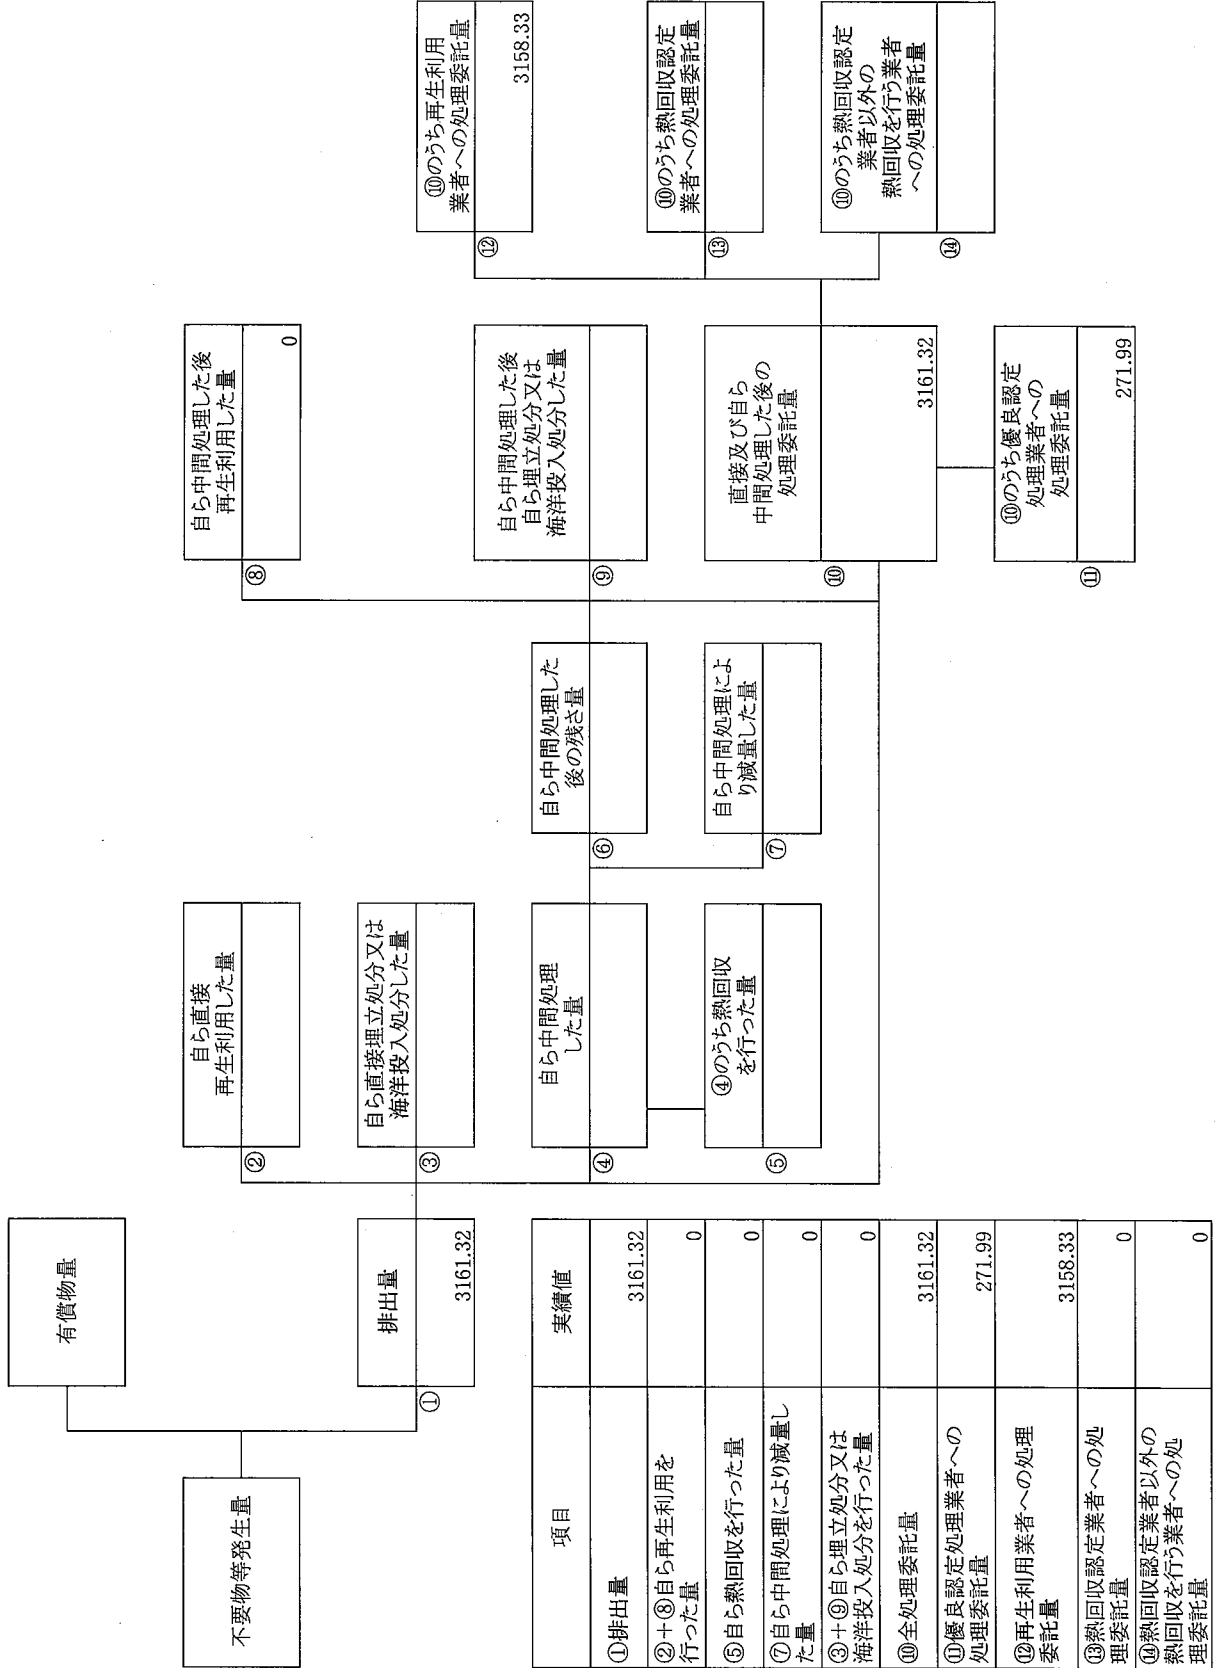 有償物量
不要物等発生量
排出量
①
3161.32
自ら直接
再生利用した量
②
自ら直接埋立処分又は
海洋投入処分した量
③
自ら中間処理
した量
④
④のうち熱回収
を行った量
⑤
自ら中間処理した
後の残さ量
⑥
自ら中間処理によ
り減量した量
⑦
自ら中間処理した後
再生利用した量
⑧
0
自ら中間処理した後
自ら埋立処分又は
海洋投入処分した量
⑨
直接及び自ら
中間処理した後の
処理委託量
⑩
3161.32
⑩のうち優良認定
処理業者への
処理委託量
⑪
271.99
⑩のうち再生利用
業者への処理委託量
⑫
3158.33
⑩のうち熱回収認定
業者への処理委託量
⑬
⑩のうち熱回収認定
業者以外の
熱回収を行う業者
への処理委託量
⑭
項目
実績値
①排出量
3161.32
②+⑧自ら再生利用を
行った量
0
⑤自ら熱回収を行った量
0
⑦自ら中間処理により減量し
た量
0
③+⑨自ら埋立処分又は
海洋投入処分を行った量
0
⑩全処理委託量
3161.32
⑪優良認定処理業者への
処理委託量
271.99
⑫再生利用業者への処理
委託量
3158.33
⑬熱回収認定業者への処
理委託量
0
⑭熱回収認定業者以外の
熱回収を行う業者への処
理委託量
0